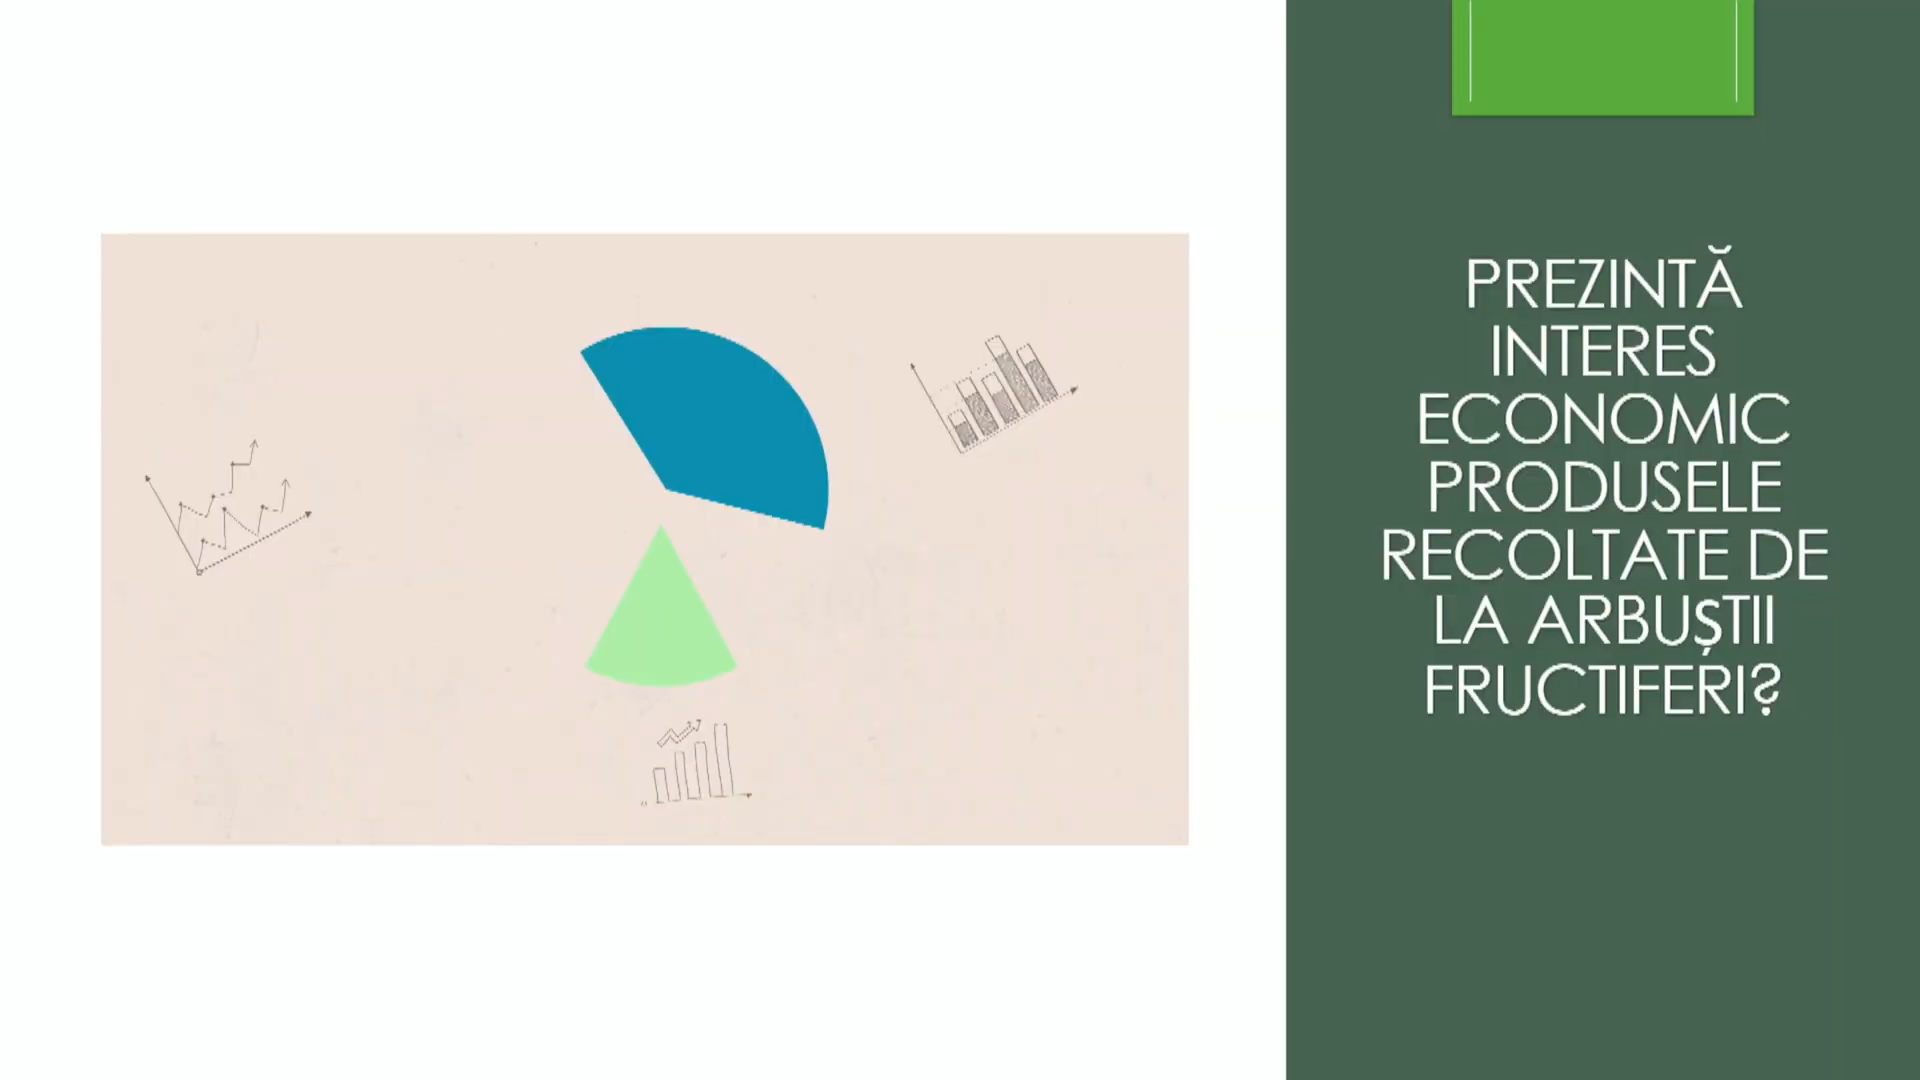 PREZINTĂ
INTERES
ECONOMIC
PRODUSELE
RECOLTATE DE
LA ARBUȘTII
FRUCTIFERI?